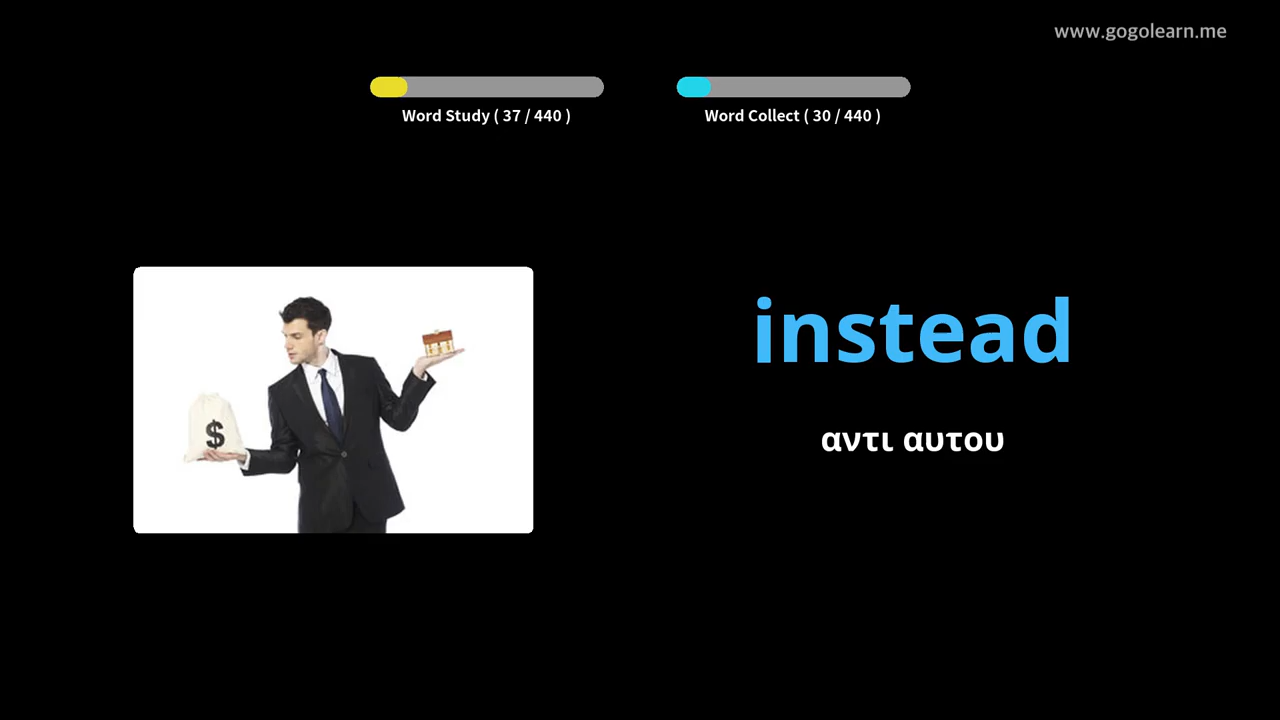 www.gogolearn.me
Word Study ( 37 / 440 )
Word Collect ( 30 / 440 )
instead
αντι αυτου
$